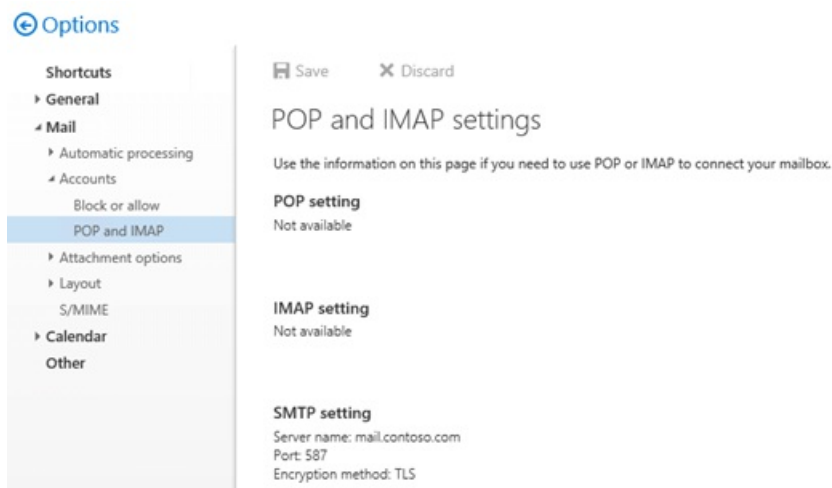 Options
Shortcuts
General
Mail
Automatic processing
Accounts
Block or allow
POP and IMAP
Attachment options
Layout
S/MIME
Calendar
Other
Save
Discard
POP and IMAP settings
Use the information on this page if you need to use POP or IMAP to connect your mailbox.
POP setting
Not available
IMAP setting
Not available
SMTP setting
Server name: mail.contoso.com
Port: 587
Encryption method: TLS